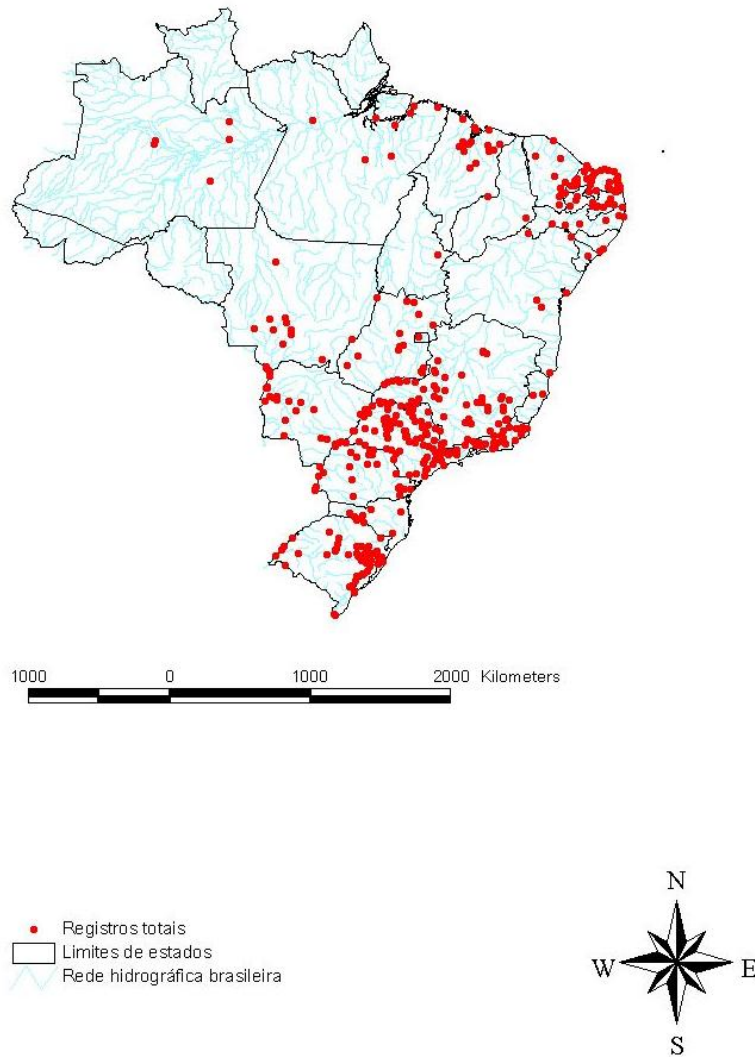 1000 0 1000 2000 Kilometers
Registros totais
Limites de estados
Rede hidrográfica brasileira
N
W E
S